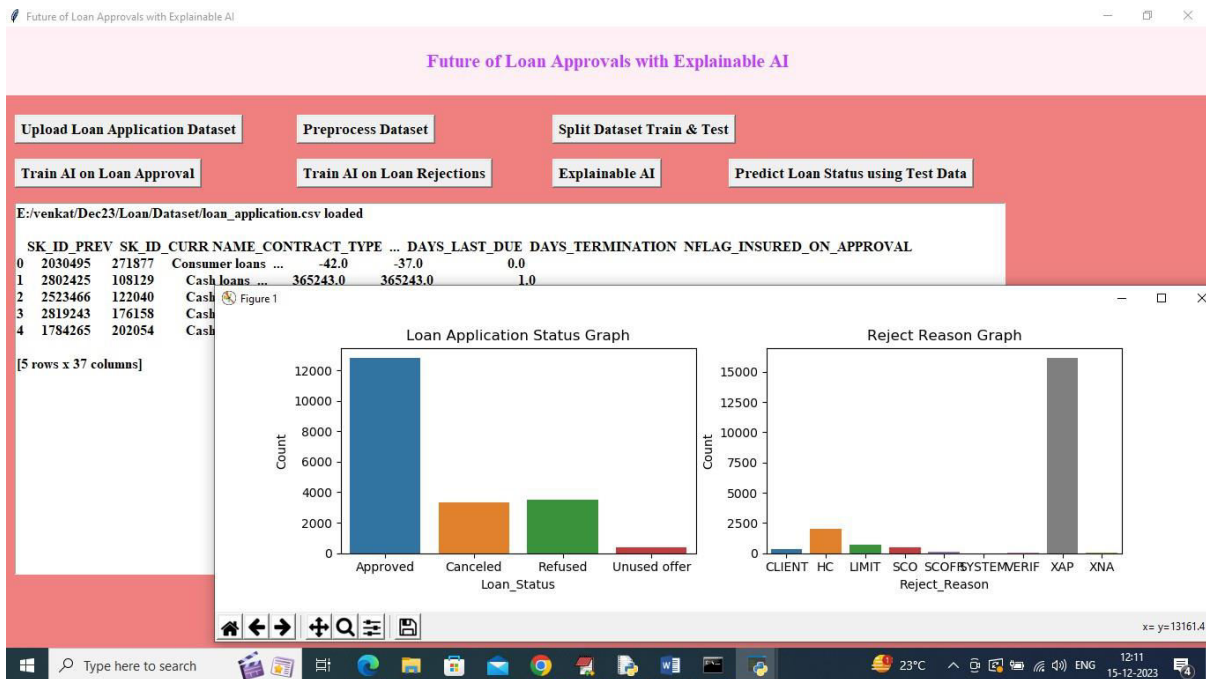 Future of Loan Approvals with Explainable AI
Future of Loan Approvals with Explainable AI
Upload Loan Application Dataset Preprocess Dataset Split Dataset Train & Test
Train AI on Loan Approval Train AI on Loan Rejections Explainable AI Predict Loan Status using Test Data
E:/venkat/Dec23/Loan/Dataset/loan_application.csv loaded
SK_ID_PREV SK_ID_CURR NAME_CONTRACT_TYPE ... DAYS_LAST_DUE DAYS_TERMINATION NFLAG_INSURED_ON_APPROVAL
0 2030495 271877 Consumer loans ... -42.0 -37.0 0.0
1 2802425 108129 Cash loans ... 365243.0 365243.0 1.0
2 2523466 122040 Cash
3 2819243 176158 Cash
4 1784265 202054 Cash
[5 rows x 37 columns]
Figure 1
Loan Application Status Graph
12000
10000
8000
6000
4000
2000
0
Count
Approved Canceled Refused Unused offer
Loan_Status
Reject Reason Graph
15000
12500
10000
7500
5000
2500
0
Count
CLIENT HC LIMIT SCO SCOFR SYSTEM VERIF XAP XNA
Reject_Reason
x= y=13161.4
Type here to search
23°C
ENG
12:11
15-12-2023
4